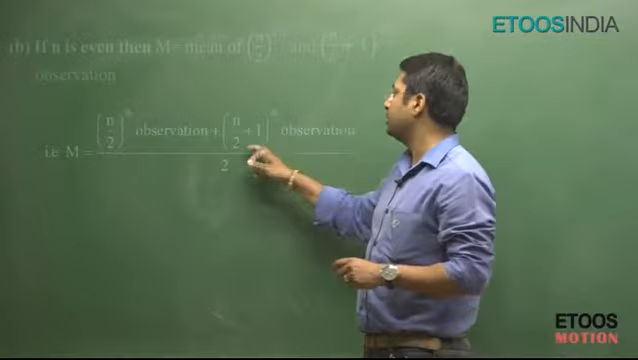 ETOOSINDIA
(b) If n is even then M = mean of (n/2)th and (n/2 + 1)th
observation
i.e M = ((n/2)th observation + (n/2 + 1)th observation) / 2
ETOOS
MOTION